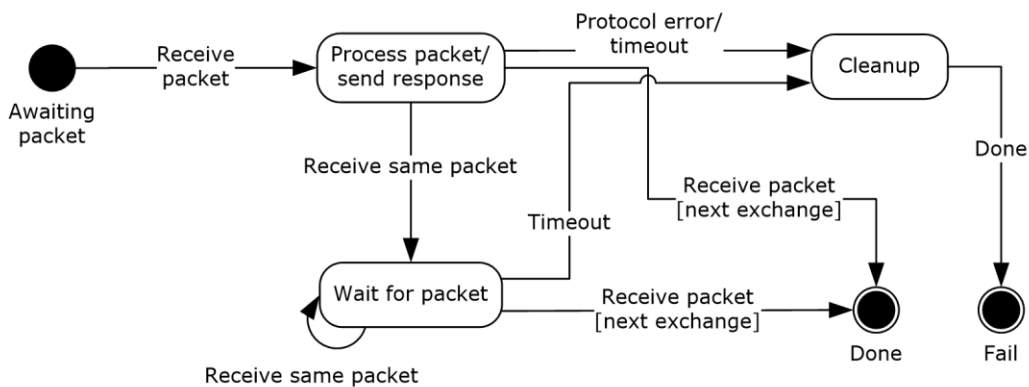 Receive
packet
Awaiting
packet
Process packet/
send response
Protocol error/
timeout
Cleanup
Receive same packet
Timeout
Receive packet
[next exchange]
Done
Wait for packet
Receive packet
[next exchange]
Receive same packet
Done
Fail